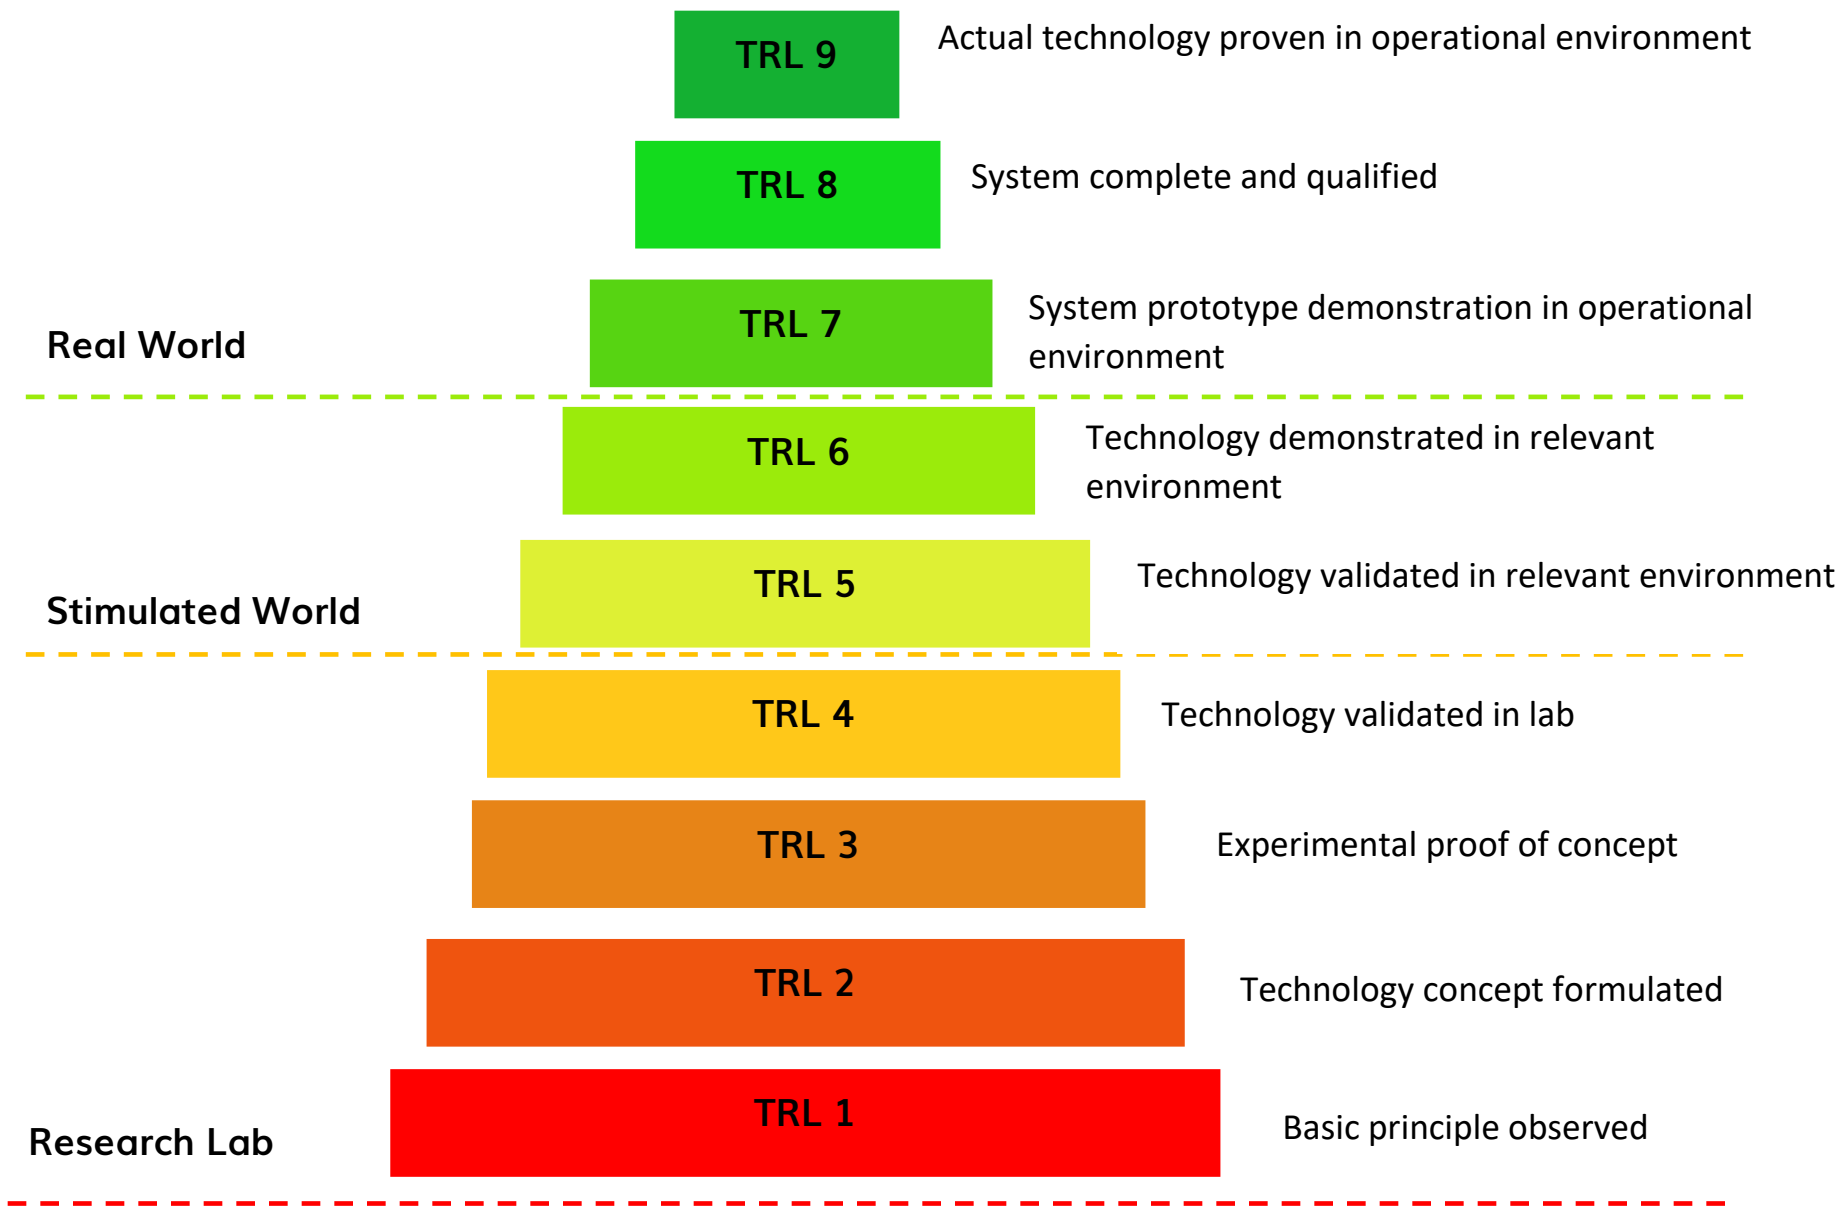 TRL 9
Actual technology proven in operational environment
TRL 8
System complete and qualified
TRL 7
System prototype demonstration in operational
environment
Real World
TRL 6
Technology demonstrated in relevant
environment
TRL 5
Technology validated in relevant environment
Stimulated World
TRL 4
Technology validated in lab
TRL 3
Experimental proof of concept
TRL 2
Technology concept formulated
TRL 1
Basic principle observed
Research Lab